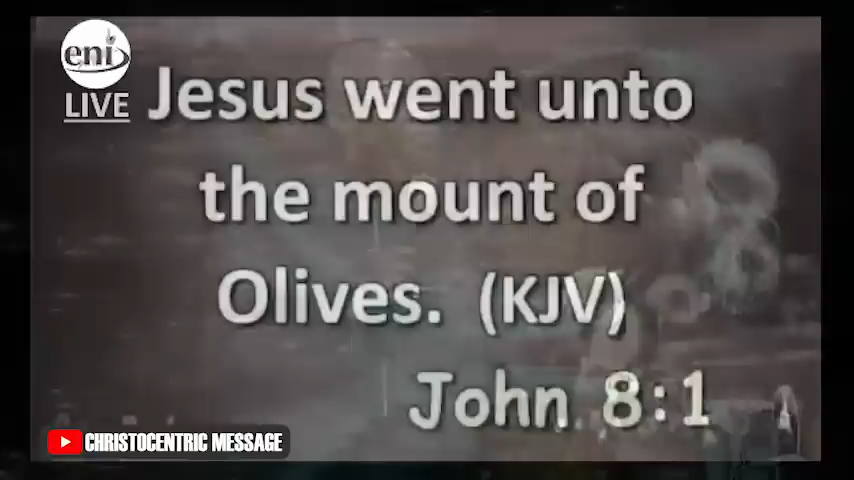 eni
LIVE
Jesus went unto
the mount of
Olives. (KJV)
John 8:1
CHRISTOCENTRIC MESSAGE